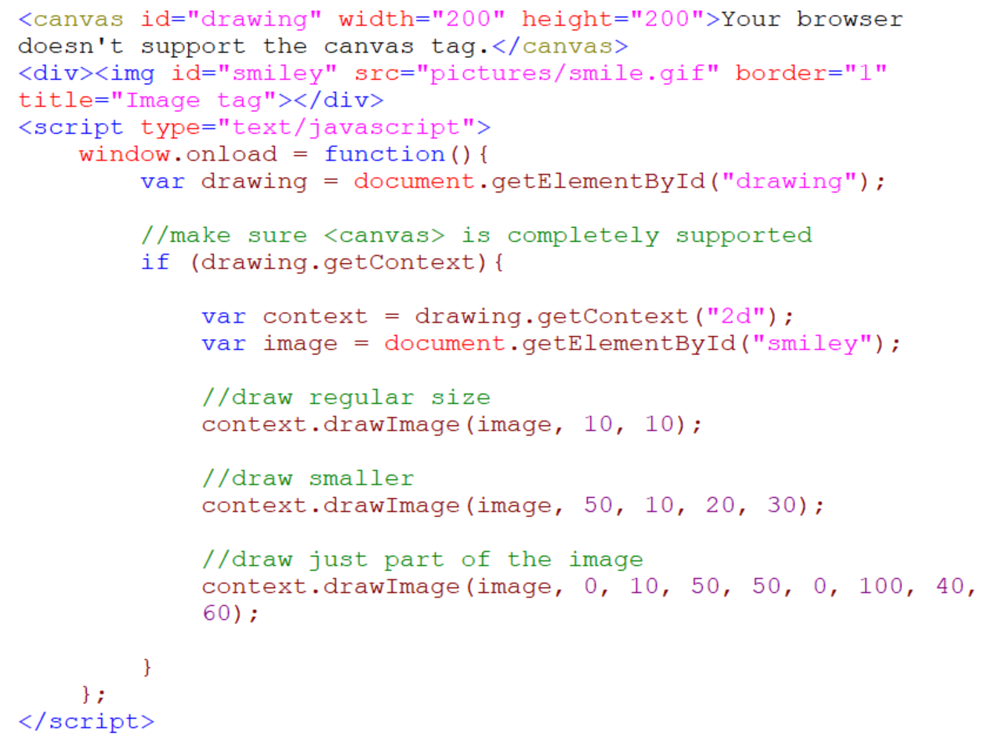 <canvas id="drawing" width="200" height="200">Your browser
doesn't support the canvas tag.</canvas>
<div><img id="smiley" src="pictures/smile.gif" border="1"
title="Image tag"></div>
<script type="text/javascript">
    window.onload = function(){
        var drawing = document.getElementById("drawing");

        //make sure <canvas> is completely supported
        if (drawing.getContext){

            var context = drawing.getContext("2d");
            var image = document.getElementById("smiley");

            //draw regular size
            context.drawImage(image, 10, 10);

            //draw smaller
            context.drawImage(image, 50, 10, 20, 30);

            //draw just part of the image
            context.drawImage(image, 0, 10, 50, 50, 0, 100, 40,
            60);

        }
    };
</script>